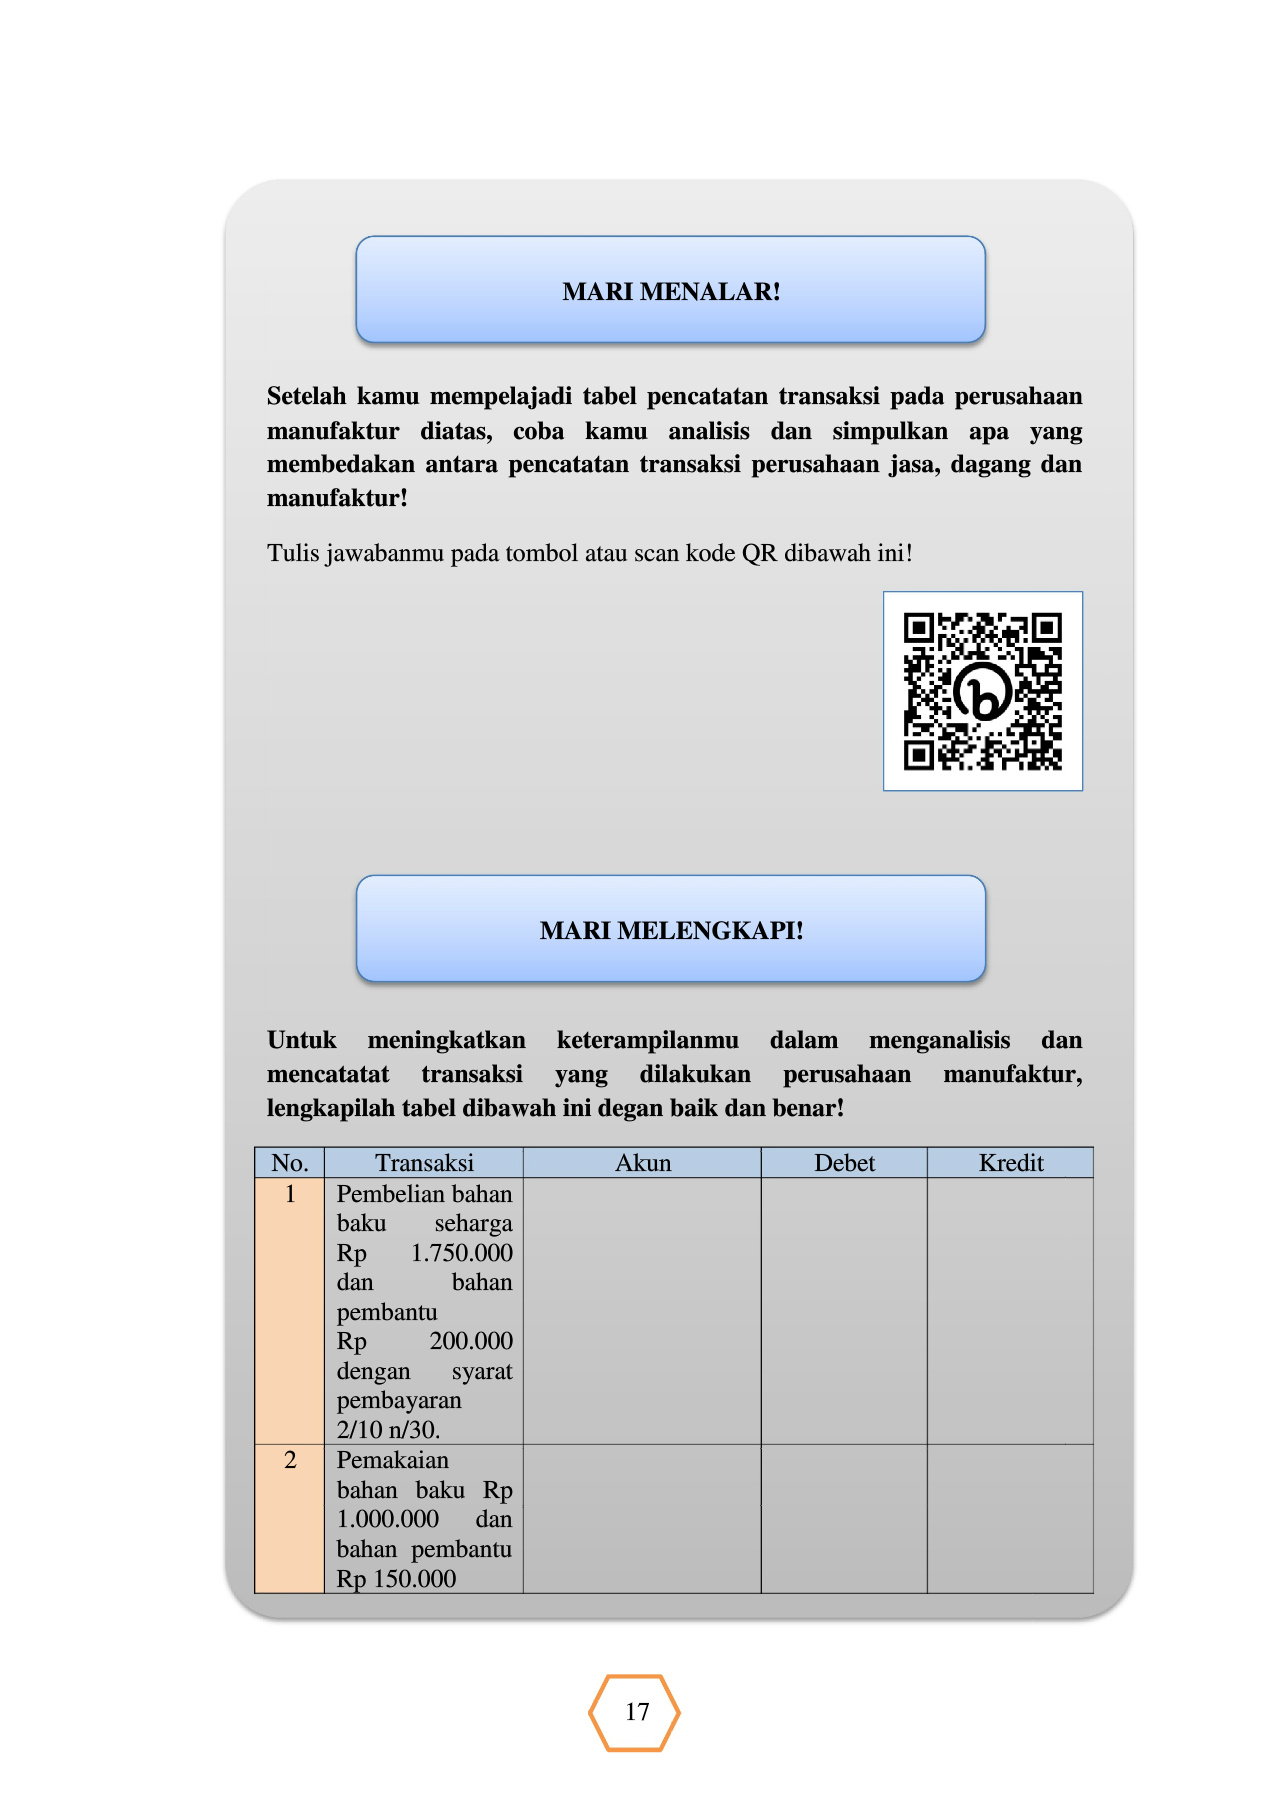 MARI MENALAR!
Setelah kamu mempelajadi tabel pencatatan transaksi pada perusahaan
manufaktur diatas, coba kamu analisis dan simpulkan apa yang
membedakan antara pencatatan transaksi perusahaan jasa, dagang dan
manufaktur!
Tulis jawabanmu pada tombol atau scan kode QR dibawah ini!
b
MARI MELENGKAPI!
Untuk meningkatkan keterampilanmu dalam menganalisis dan
mencatatat transaksi yang dilakukan perusahaan manufaktur,
lengkapilah tabel dibawah ini degan baik dan benar!
No. Transaksi Akun Debet Kredit
1 Pembelian bahan
baku seharga
Rp 1.750.000
dan bahan
pembantu
Rp 200.000
dengan syarat
pembayaran
2/10 n/30.
2 Pemakaian
bahan baku Rp
1.000.000 dan
bahan pembantu
Rp 150.000
17